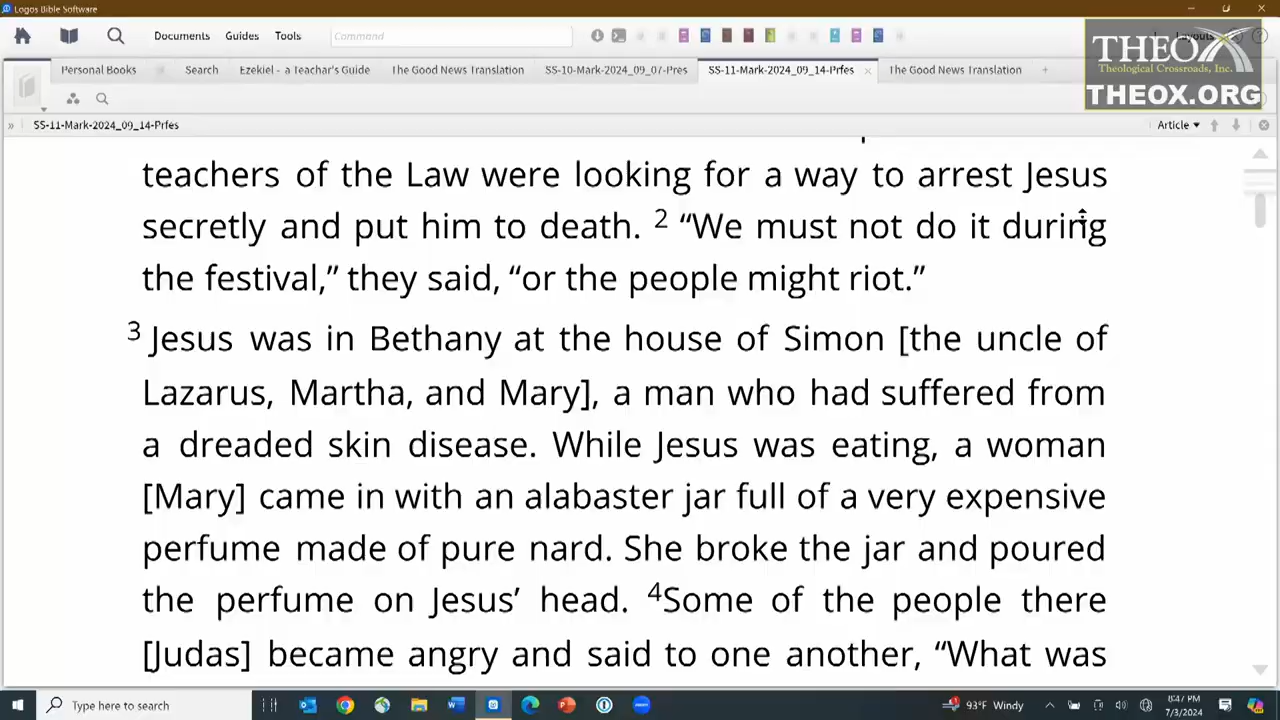 Logos Bible Software
Documents Guides Tools Command Layouts
THEOX
Theological Crossroads, Inc.
THEOX.ORG
Personal Books Search Ezekiel - a Teacher's Guide SS-10-Mark-2024_09_07-Pres SS-11-Mark-2024_09_14-Prfes The Good News Translation
SS-11-Mark-2024_09_14-Prfes Article
teachers of the Law were looking for a way to arrest Jesus
secretly and put him to death. 2 “We must not do it during
the festival,” they said, “or the people might riot.”
3 Jesus was in Bethany at the house of Simon [the uncle of
Lazarus, Martha, and Mary], a man who had suffered from
a dreaded skin disease. While Jesus was eating, a woman
[Mary] came in with an alabaster jar full of a very expensive
perfume made of pure nard. She broke the jar and poured
the perfume on Jesus’ head. 4Some of the people there
[Judas] became angry and said to one another, “What was
Type here to search 93°F Windy 8:47 PM
7/3/2024